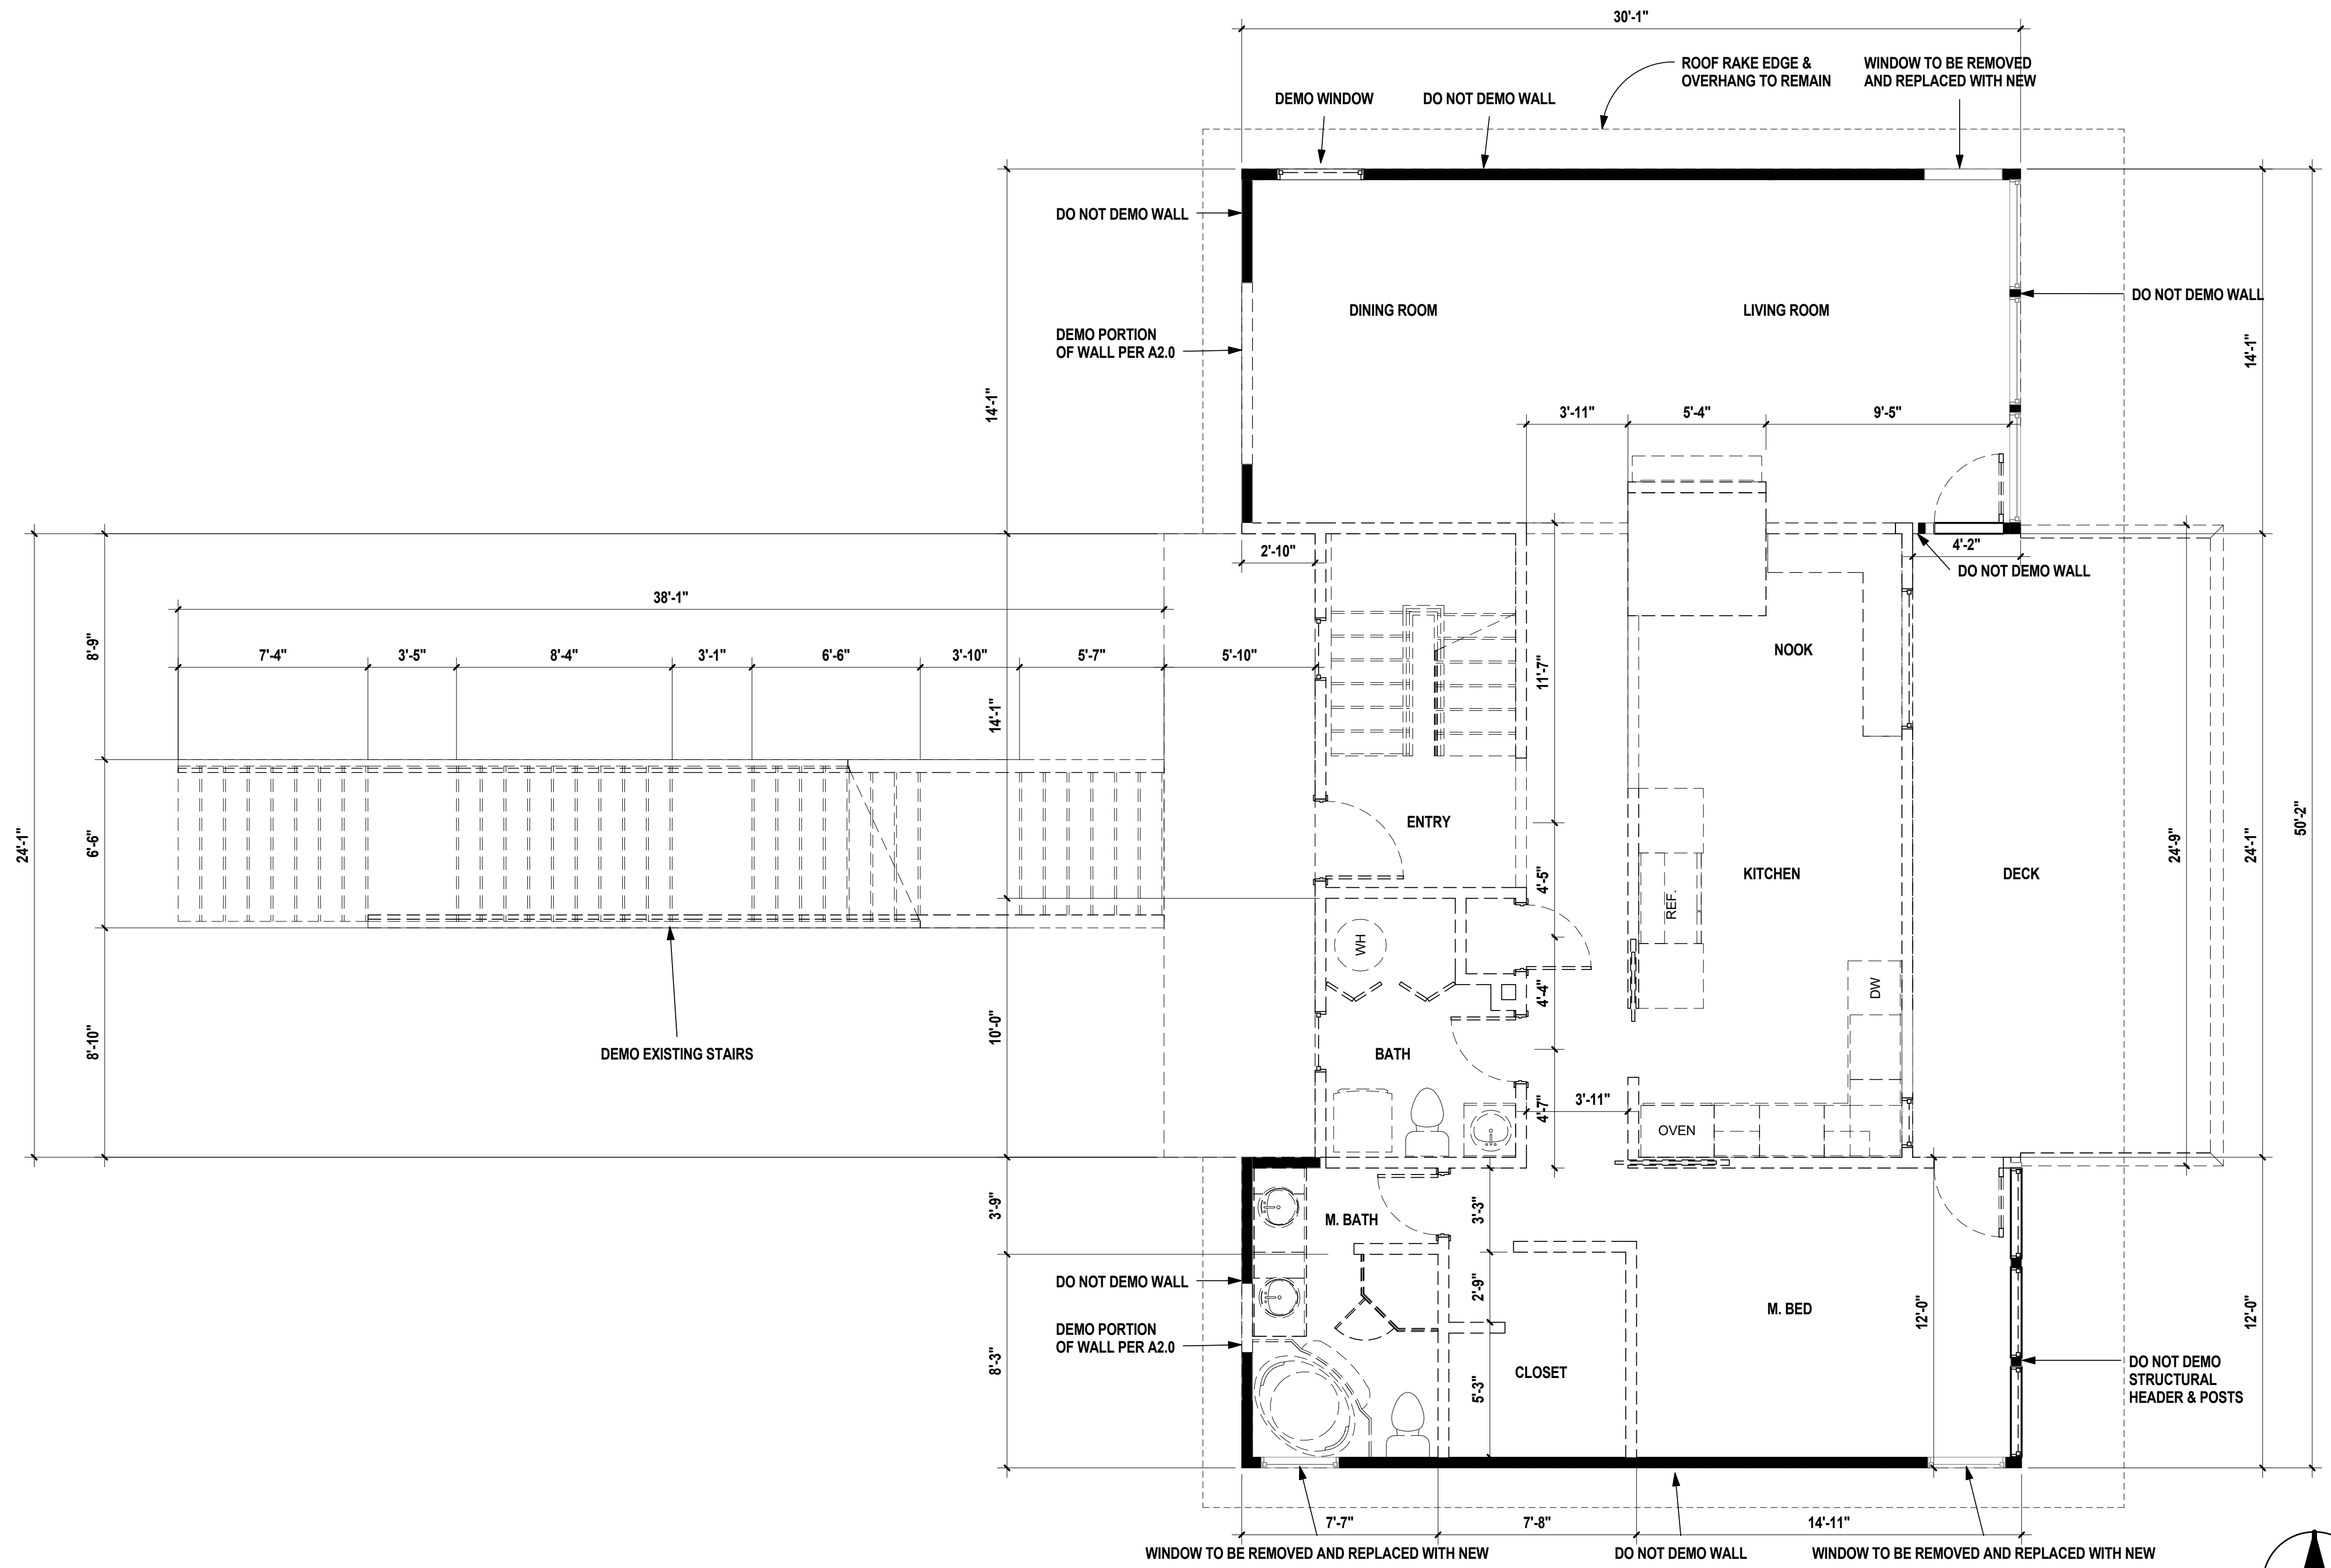 30'-1"
ROOF RAKE EDGE &
OVERHANG TO REMAIN
WINDOW TO BE REMOVED
AND REPLACED WITH NEW
DEMO WINDOW
DO NOT DEMO WALL
DO NOT DEMO WALL
DO NOT DEMO WALL
DINING ROOM
LIVING ROOM
DEMO PORTION
OF WALL PER A2.0
14'-1"
14'-1"
3'-11"
5'-4"
9'-5"
2'-10"
4'-2"
DO NOT DEMO WALL
38'-1"
8'-9"
7'-4"
3'-5"
8'-4"
3'-1"
6'-6"
3'-10"
5'-7"
5'-10"
14'-1"
11'-7"
NOOK
24'-1"
6'-6"
ENTRY
KITCHEN
DECK
24'-9"
24'-1"
50'-2"
REF.
4'-5"
WH
4'-4"
DW
8'-10"
10'-0"
DEMO EXISTING STAIRS
BATH
4'-7"
3'-11"
OVEN
3'-9"
M. BATH
3'-3"
DO NOT DEMO WALL
2'-9"
M. BED
12'-0"
12'-0"
DEMO PORTION
OF WALL PER A2.0
8'-3"
CLOSET
5'-3"
DO NOT DEMO
STRUCTURAL
HEADER & POSTS
7'-7"
7'-8"
14'-11"
WINDOW TO BE REMOVED AND REPLACED WITH NEW
DO NOT DEMO WALL
WINDOW TO BE REMOVED AND REPLACED WITH NEW